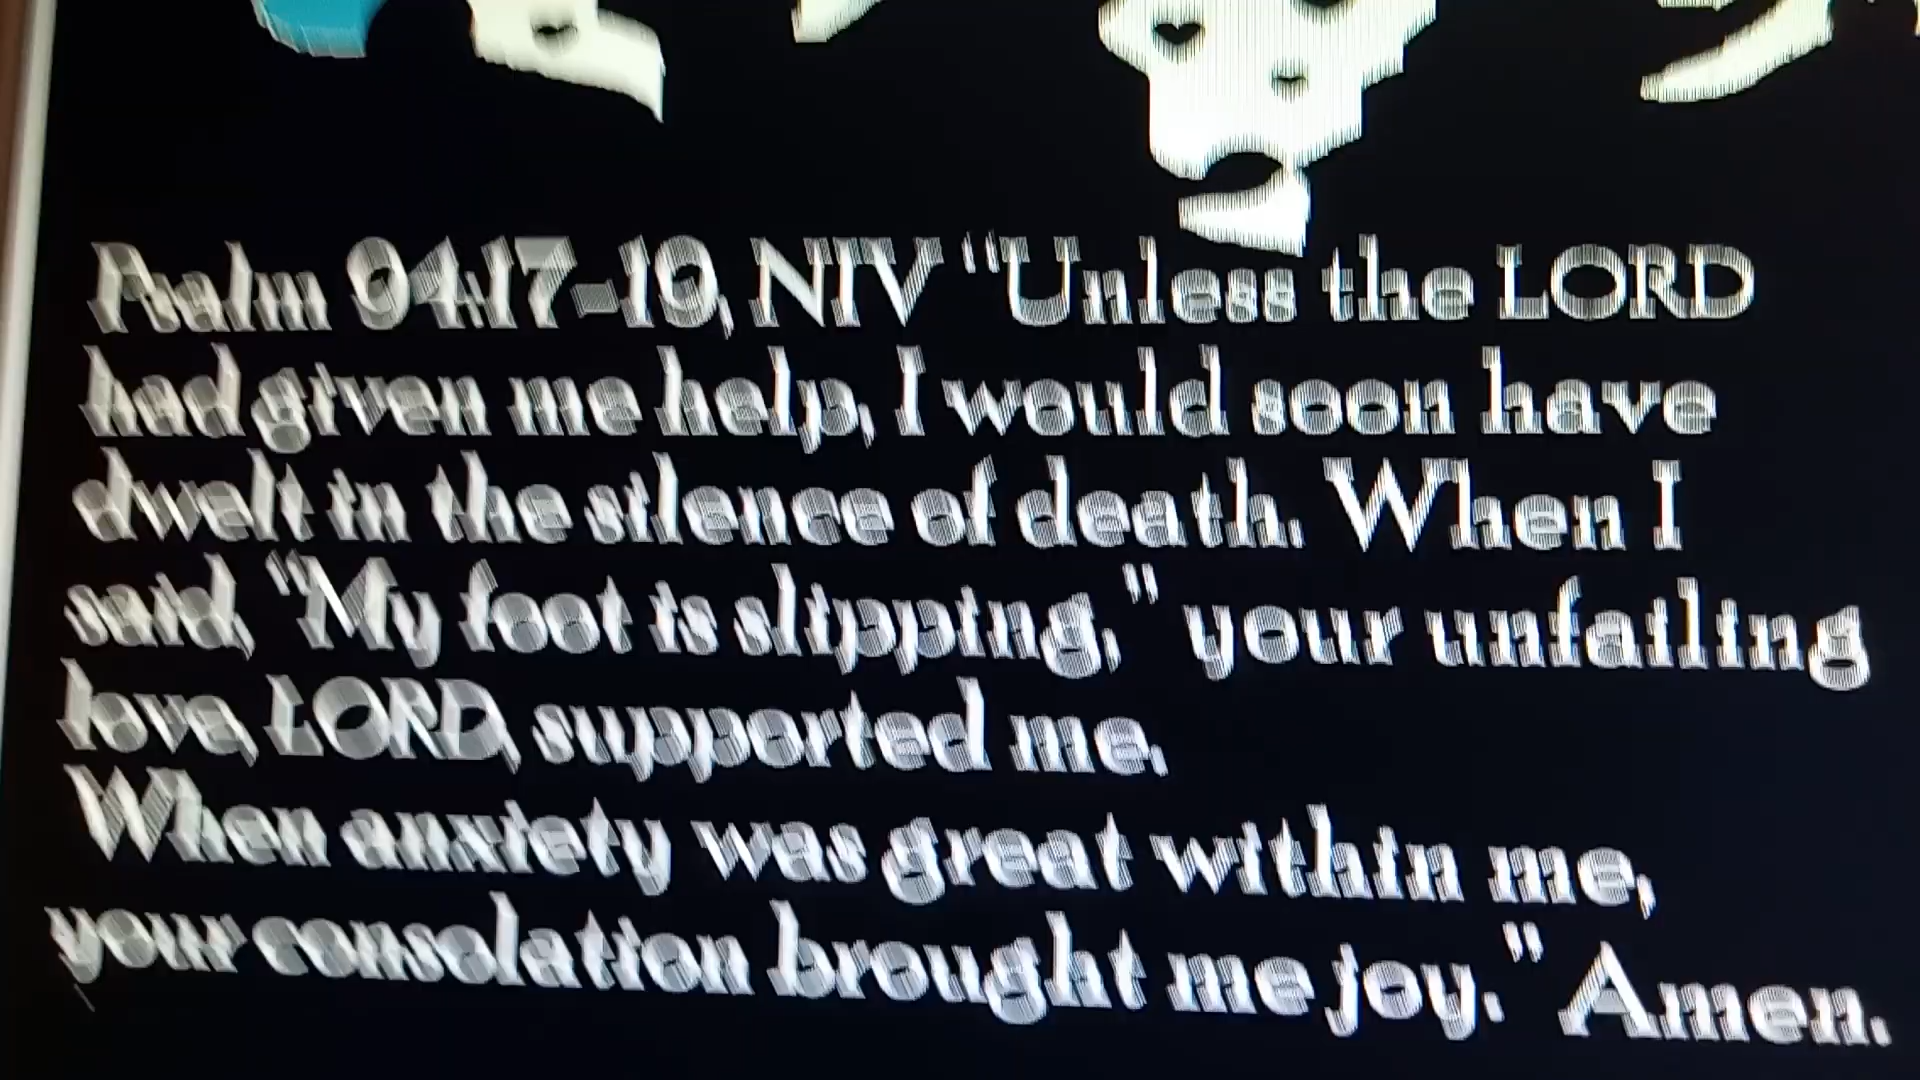 Psalm 94:17-19, NIV "Unless the LORD
had given me help, I would soon have
dwelt in the silence of death. When I
said, "My foot is slipping," your unfailing
love, LORD, supported me.
When anxiety was great within me,
your consolation brought me joy." Amen.